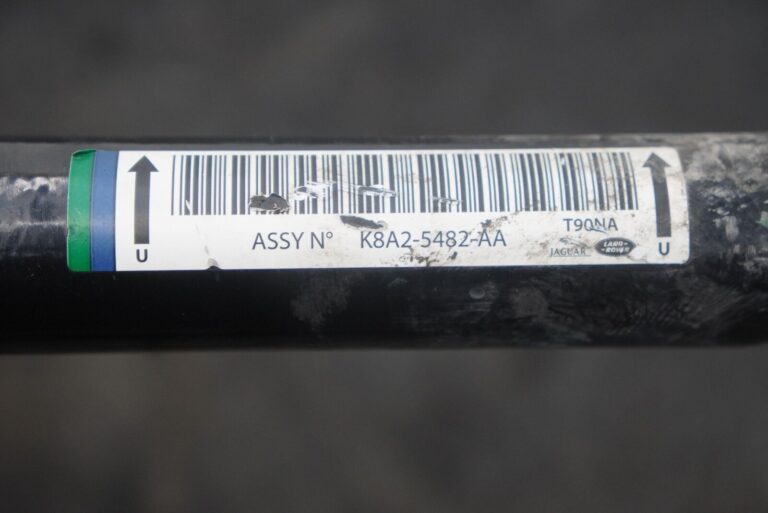 T90NA
ASSY N° K8A2-5482-AA
JAGUAR LAND-ROVER
U U